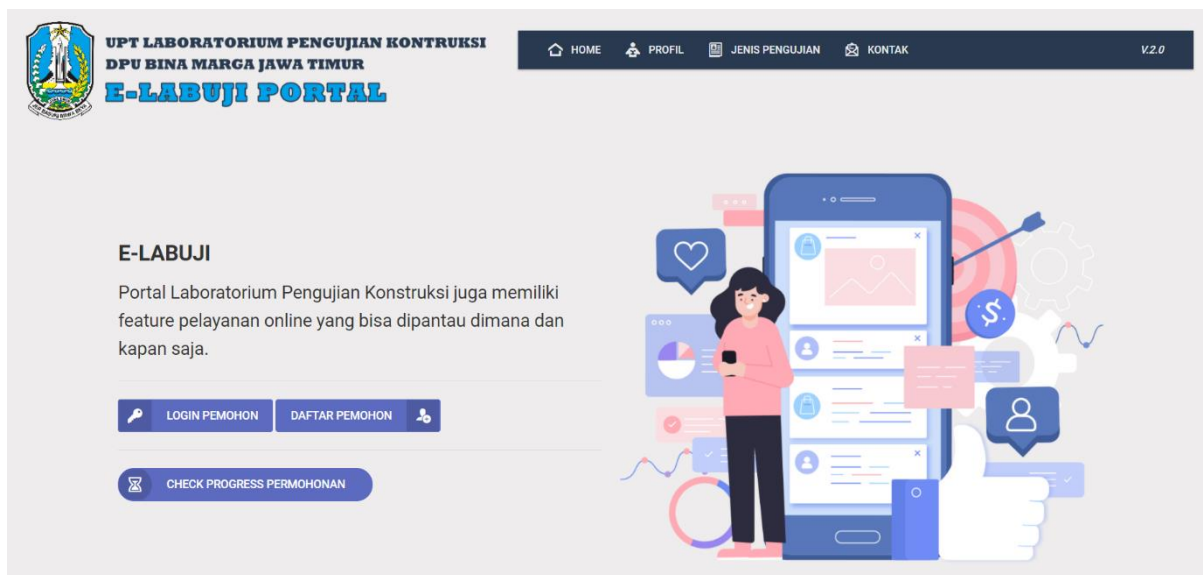 UPT LABORATORIUM PENGUJIAN KONTRUKSI
DPU BINA MARGA JAWA TIMUR
E-LABUJI PORTAL
HOME
PROFIL
JENIS PENGUJIAN
KONTAK
V.2.0
E-LABUJI
Portal Laboratorium Pengujian Konstruksi juga memiliki
feature pelayanan online yang bisa dipantau dimana dan
kapan saja.
LOGIN PEMOHON
DAFTAR PEMOHON
CHECK PROGRESS PERMOHONAN
$